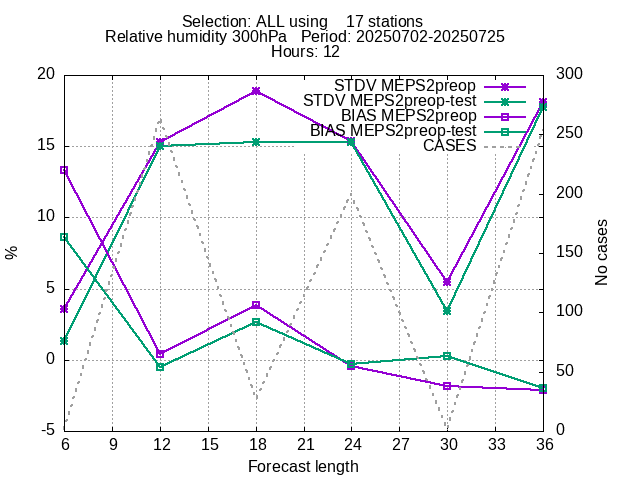 Selection: ALL using    17 stations
Relative humidity 300hPa   Period: 20250702-20250725
Hours: 12
STDV MEPS2preop
STDV MEPS2preop-test
BIAS MEPS2preop
BIAS MEPS2preop-test
CASES
20
15
10
5
0
-5
%
300
250
200
150
100
50
0
No cases
6 9 12 15 18 21 24 27 30 33 36
Forecast length